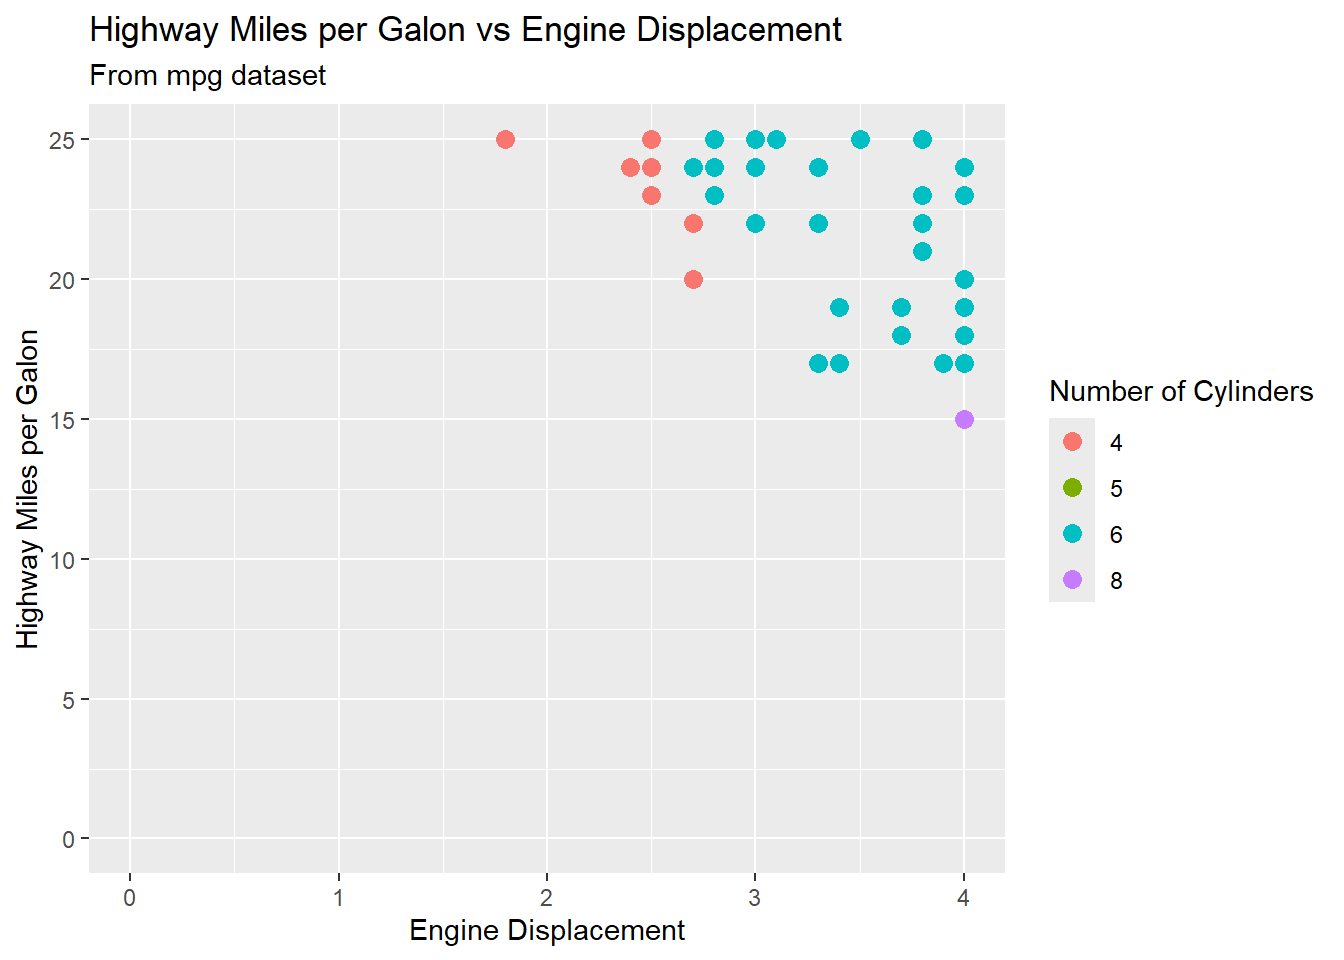 Highway Miles per Galon vs Engine Displacement
From mpg dataset
25
20
15
10
5
0
Highway Miles per Galon
0 1 2 3 4
Engine Displacement
Number of Cylinders
4
5
6
8